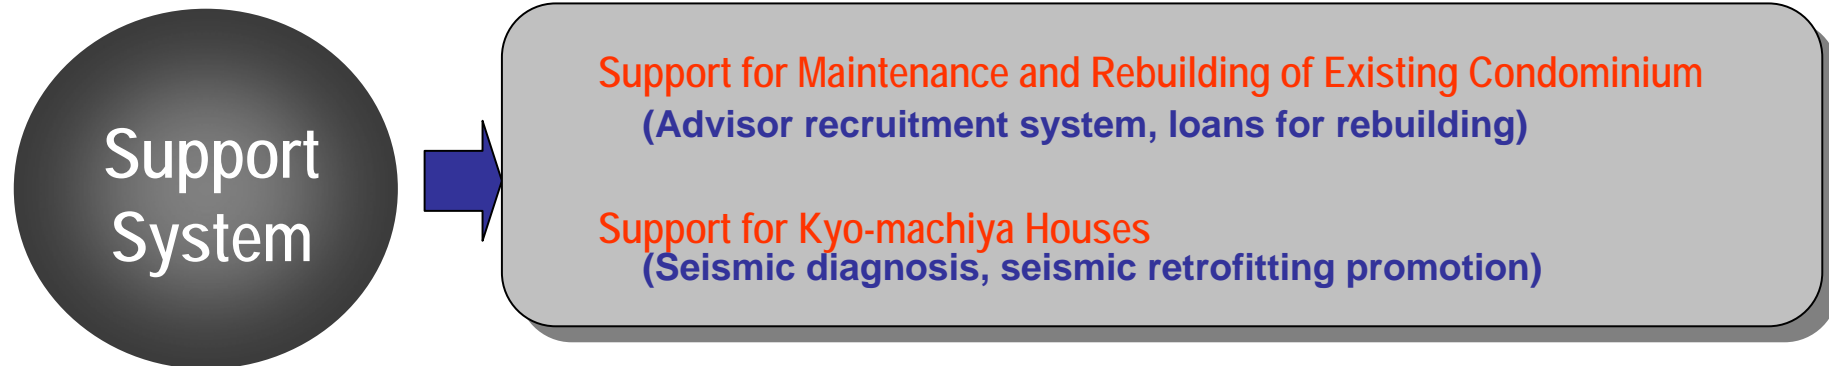 Support
System
Support for Maintenance and Rebuilding of Existing Condominium
(Advisor recruitment system, loans for rebuilding)
Support for Kyo-machiya Houses
(Seismic diagnosis, seismic retrofitting promotion)